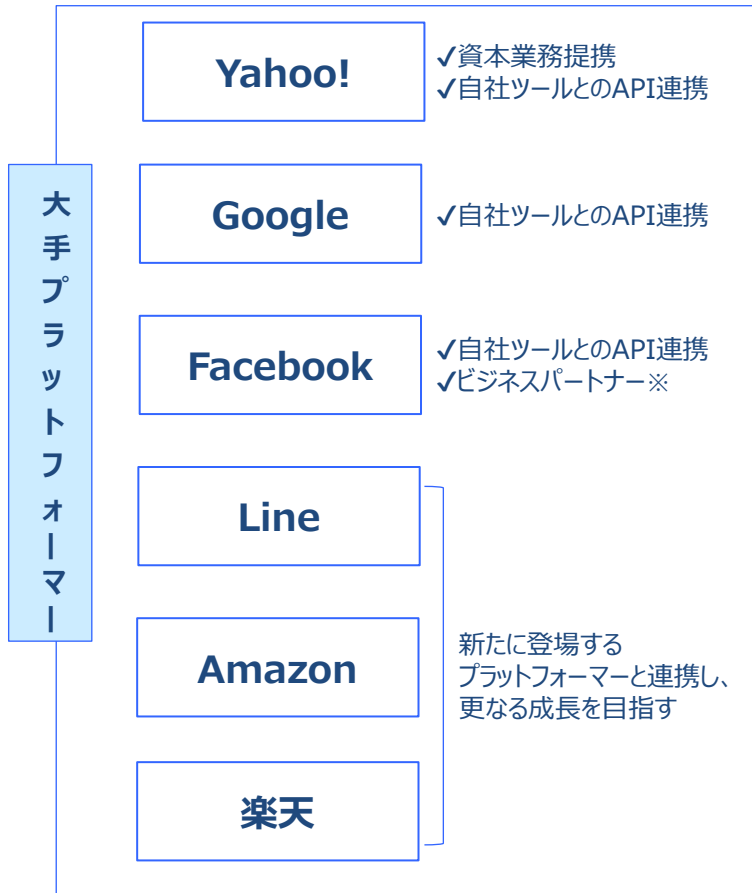 Yahoo!
✓資本業務提携
✓自社ツールとのAPI連携
大手プラットフォーマー
Google
✓自社ツールとのAPI連携
Facebook
✓自社ツールとのAPI連携
✓ビジネスパートナー※
Line
Amazon
新たに登場する
プラットフォーマーと連携し、
更なる成長を目指す
楽天